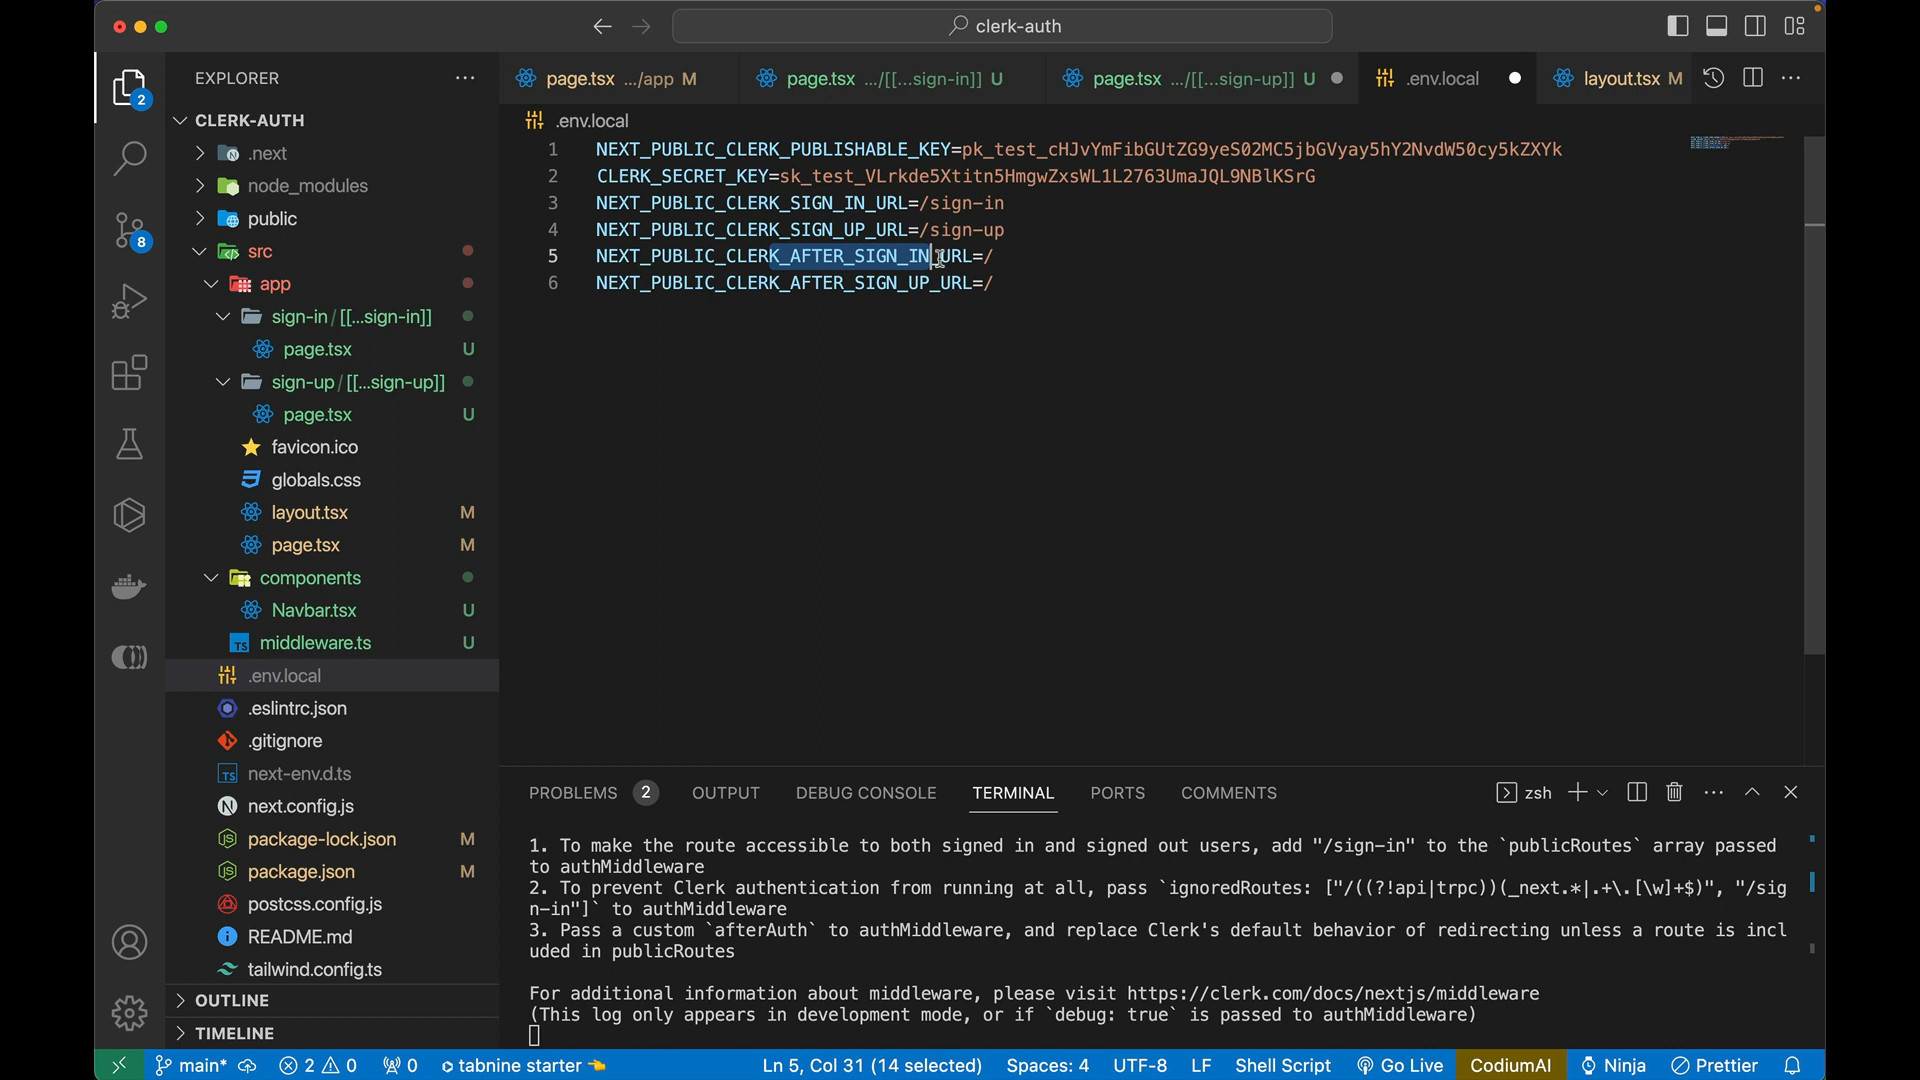 clerk-auth
EXPLORER
page.tsx .../app M
page.tsx .../[[...sign-in]] U
page.tsx .../[[...sign-up]] U
.env.local
layout.tsx M
2
CLERK-AUTH
.next
node_modules
public
8
src
app
sign-in/[[...sign-in]]
page.tsx U
sign-up/[[...sign-up]]
page.tsx U
favicon.ico
globals.css
layout.tsx M
page.tsx M
components
Navbar.tsx U
TS middleware.ts U
.env.local
.eslintrc.json
.gitignore
TS next-env.d.ts
next.config.js
package-lock.json M
package.json M
postcss.config.js
README.md
tailwind.config.ts
OUTLINE
TIMELINE
.env.local
1 NEXT_PUBLIC_CLERK_PUBLISHABLE_KEY=pk_test_cHJvYmFibGUtZG9yeS02MC5jbGVyay5hY2NvdW50cy5kZXYk
2 CLERK_SECRET_KEY=sk_test_VLrkde5Xtitn5HmgwZxsWL1L2763UmaJQL9NBlKSrG
3 NEXT_PUBLIC_CLERK_SIGN_IN_URL=/sign-in
4 NEXT_PUBLIC_CLERK_SIGN_UP_URL=/sign-up
5 NEXT_PUBLIC_CLERK_AFTER_SIGN_IN_URL=/
6 NEXT_PUBLIC_CLERK_AFTER_SIGN_UP_URL=/
PROBLEMS 2 OUTPUT DEBUG CONSOLE TERMINAL PORTS COMMENTS
zsh
1. To make the route accessible to both signed in and signed out users, add "/sign-in" to the `publicRoutes` array passed
to authMiddleware
2. To prevent Clerk authentication from running at all, pass `ignoredRoutes: ["/((?!api|trpc))(_next.*|.+\.[\w]+$)", "/sig
n-in"]` to authMiddleware
3. Pass a custom `afterAuth` to authMiddleware, and replace Clerk's default behavior of redirecting unless a route is incl
uded in publicRoutes
For additional information about middleware, please visit https://clerk.com/docs/nextjs/middleware
(This log only appears in development mode, or if `debug: true` is passed to authMiddleware)
main* 2 0 0 tabnine starter Ln 5, Col 31 (14 selected) Spaces: 4 UTF-8 LF Shell Script Go Live CodiumAI Ninja Prettier